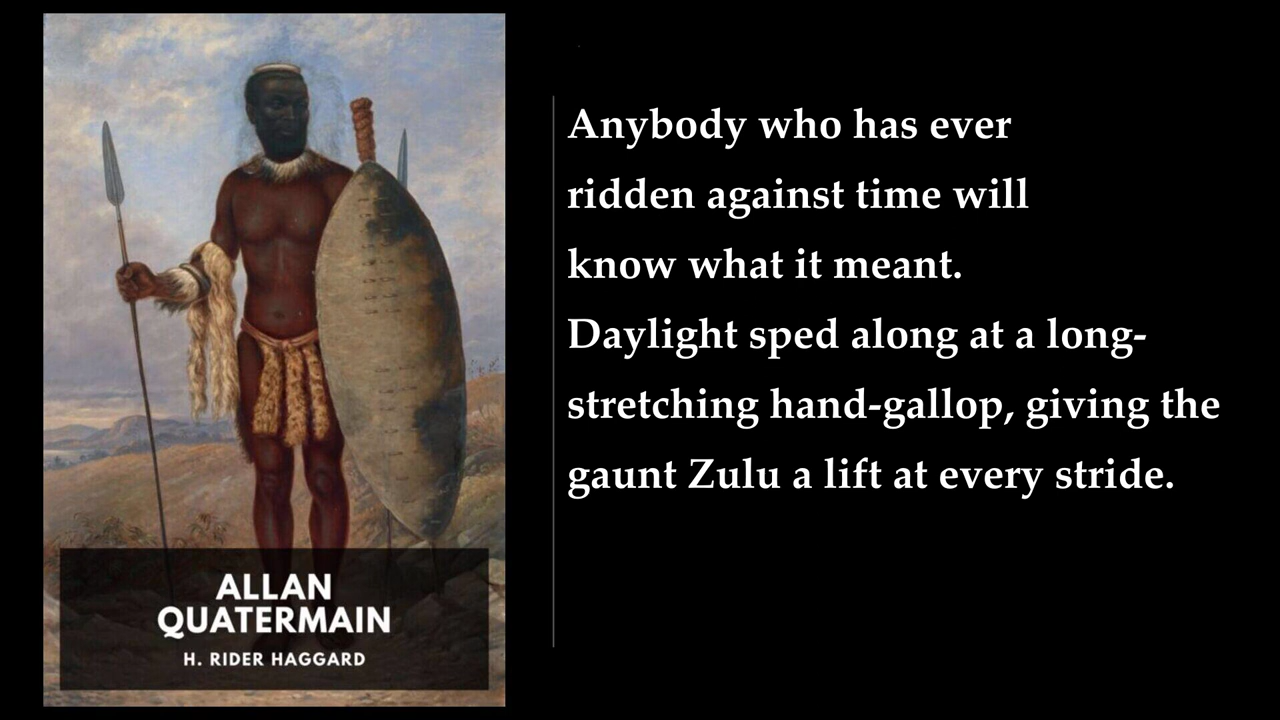 ALLAN
QUATERMAIN
H. RIDER HAGGARD
Anybody who has ever
ridden against time will
know what it meant.
Daylight sped along at a long-
stretching hand-gallop, giving the
gaunt Zulu a lift at every stride.